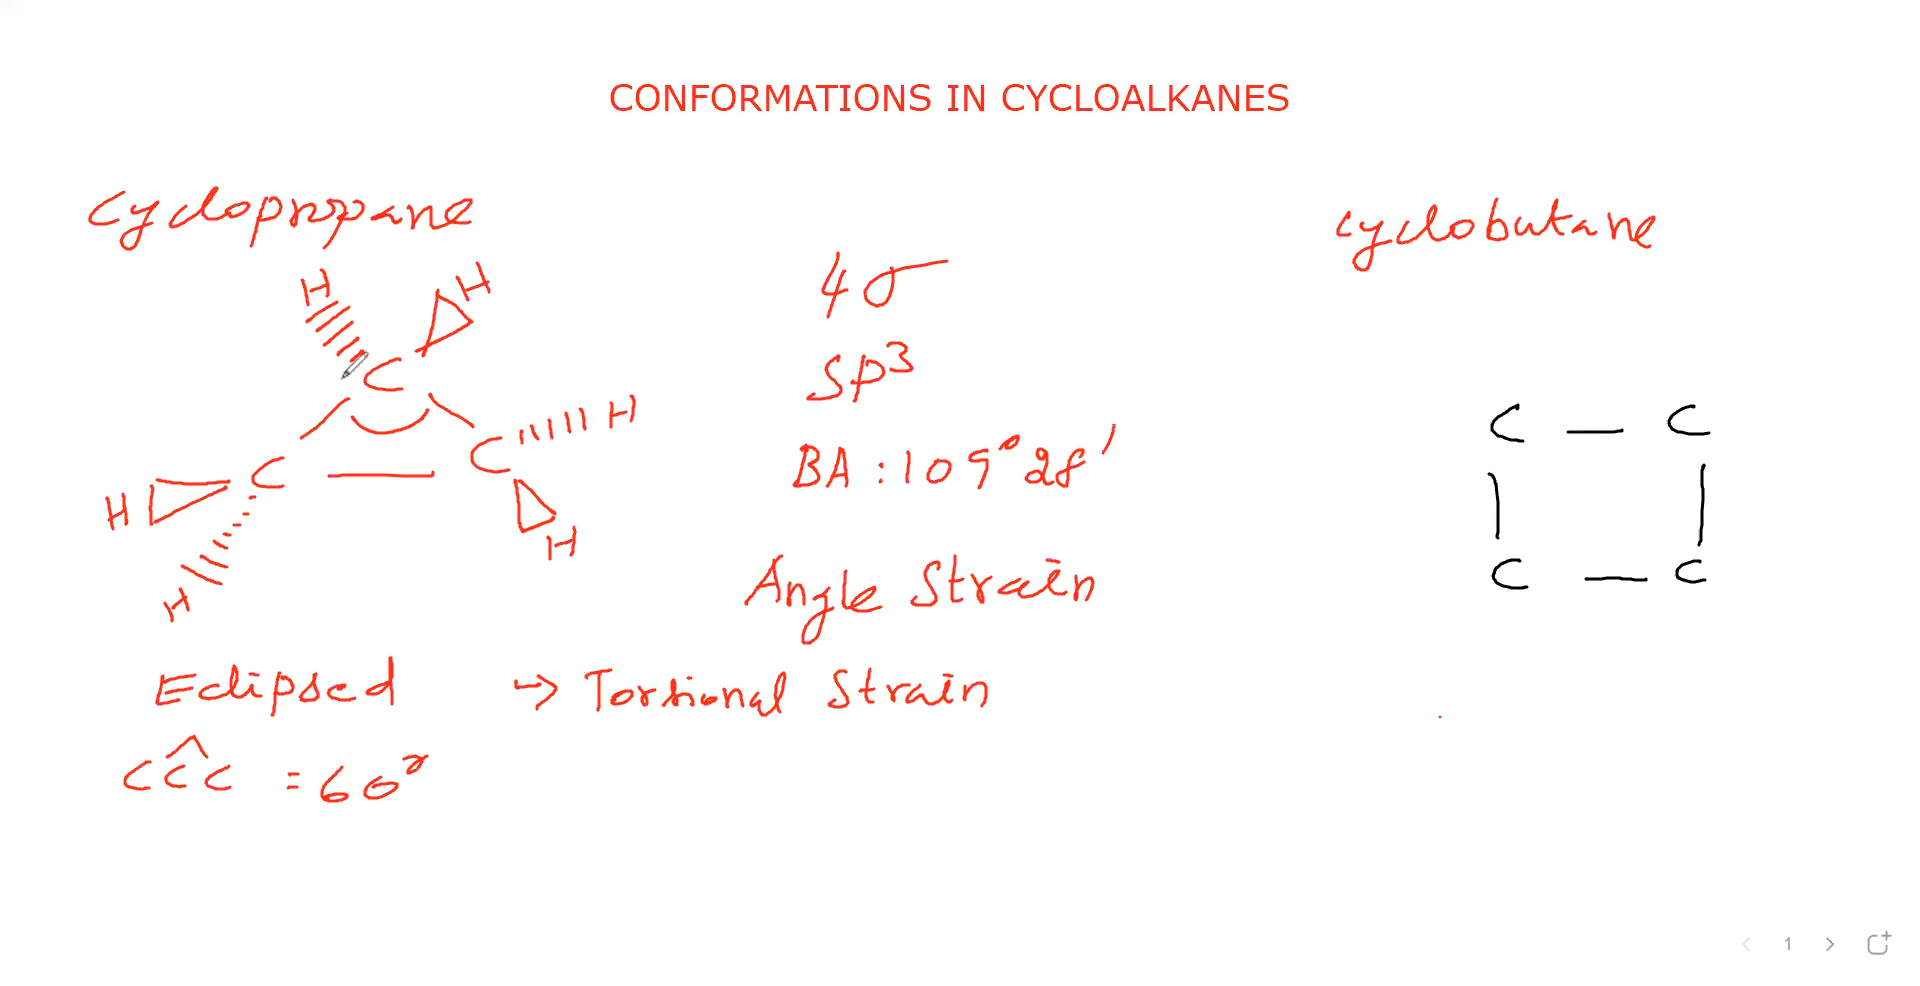 CONFORMATIONS IN CYCLOALKANES
Cyclopropane
H H
C
C C H
H
H
H
4σ
SP³
BA : 109° 28'
Angle Strain
Eclipsed → Torsional Strain
CĈC = 60°
cyclobutane
C — C
C — C
1